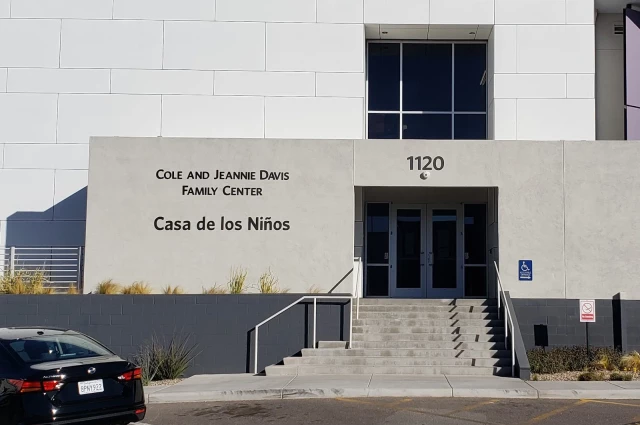 1120
COLE AND JEANNIE DAVIS
FAMILY CENTER
Casa de los Niños